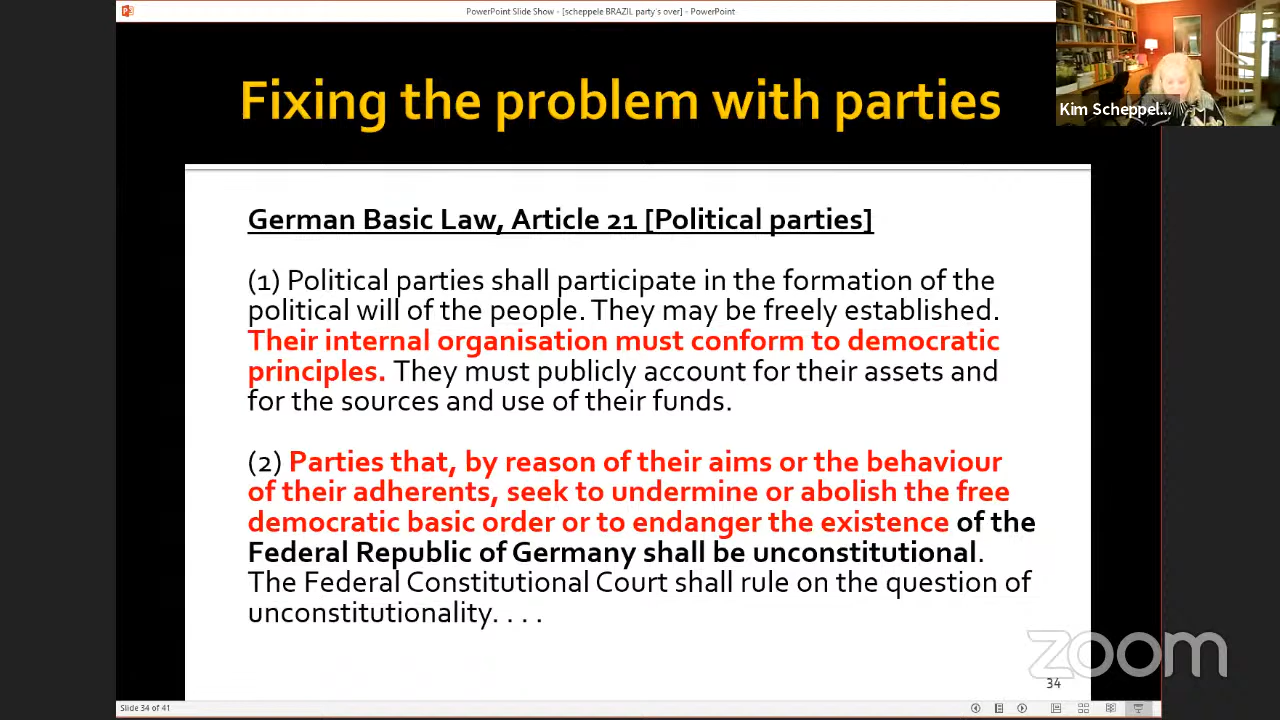 PowerPoint Slide Show - [scheppele BRAZIL party's over] - PowerPoint
Kim Scheppel...
Fixing the problem with parties
German Basic Law, Article 21 [Political parties]
(1) Political parties shall participate in the formation of the
political will of the people. They may be freely established.
Their internal organisation must conform to democratic
principles. They must publicly account for their assets and
for the sources and use of their funds.
(2) Parties that, by reason of their aims or the behaviour
of their adherents, seek to undermine or abolish the free
democratic basic order or to endanger the existence of the
Federal Republic of Germany shall be unconstitutional.
The Federal Constitutional Court shall rule on the question of
unconstitutionality. . . .
zoom
34
Slide 34 of 41